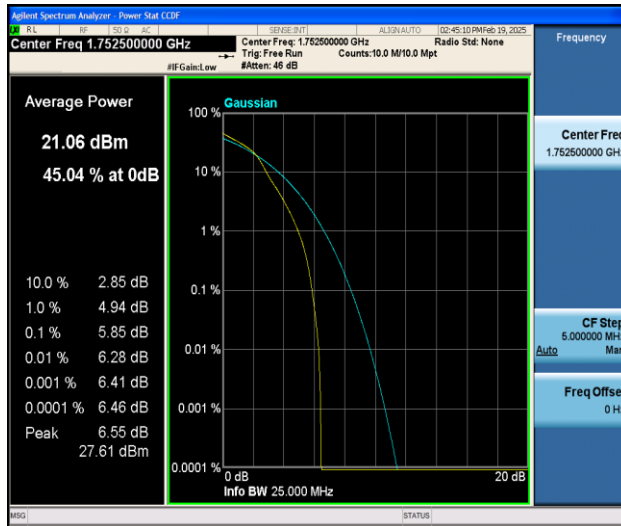 Agilent Spectrum Analyzer - Power Stat CCDF
RL RF 50 Ω AC SENSE:INT ALIGN AUTO 02:45:10 PM Feb 19, 2025
Center Freq 1.752500000 GHz
Center Freq: 1.752500000 GHz Radio Std: None
Trig: Free Run Counts:10.0 M/10.0 Mpt
#IFGain:Low #Atten: 46 dB
Frequency
Average Power
21.06 dBm
45.04 % at 0dB
10.0 % 2.85 dB
1.0 % 4.94 dB
0.1 % 5.85 dB
0.01 % 6.28 dB
0.001 % 6.41 dB
0.0001 % 6.46 dB
Peak 6.55 dB
27.61 dBm
Gaussian
100 %
10 %
1 %
0.1 %
0.01 %
0.001 %
0.0001 %
0 dB 20 dB
Info BW 25.000 MHz
Center Freq
1.752500000 GH
CF Step
5.000000 MH
Auto Man
Freq Offse
0 H
MSG STATUS